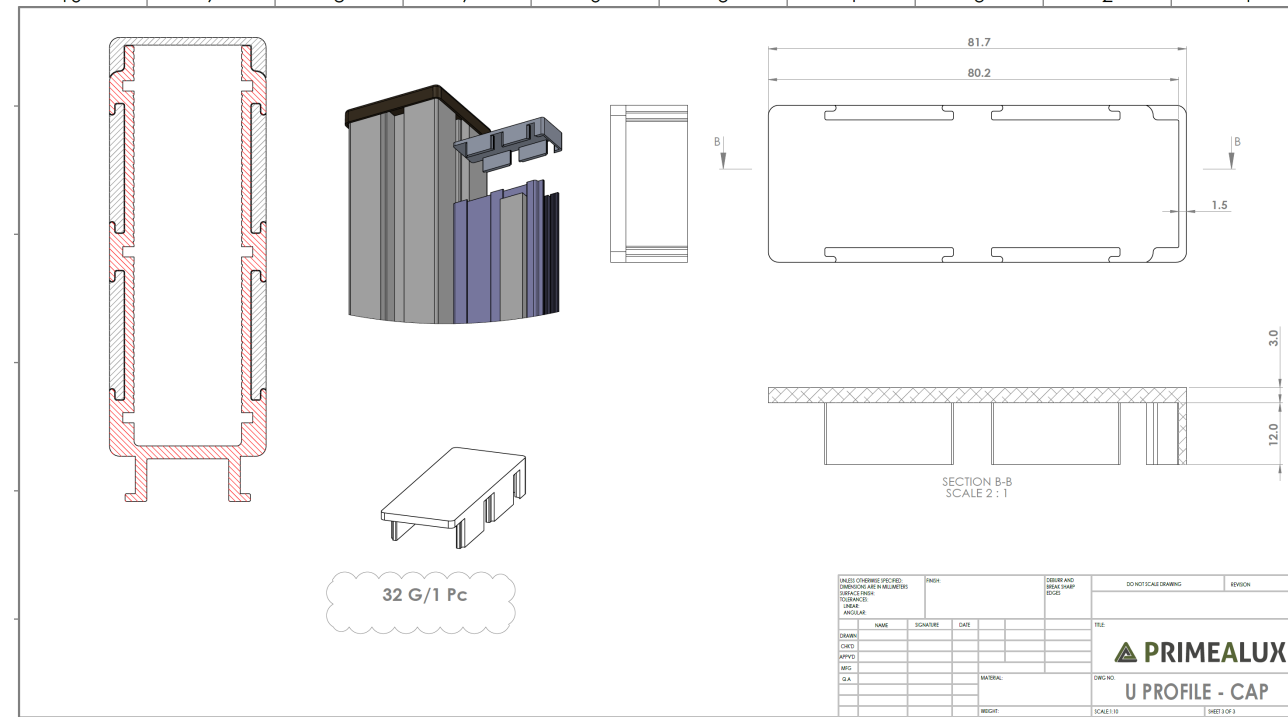 81.7
80.2
B
B
1.5
3.0
12.0
SECTION B-B
SCALE 2 : 1
32 G/1 Pc
UNLESS OTHERWISE SPECIFIED:
DIMENSIONS ARE IN MILLIMETERS
SURFACE FINISH:
TOLERANCES:
LINEAR:
ANGULAR:
FINISH:
DEBURR AND
BREAK SHARP
EDGES
DO NOT SCALE DRAWING
REVISION
NAME
SIGNATURE
DATE
TITLE:
DRAWN
CHK'D
APPV'D
MFG
Q.A
PRIMEALUX
MATERIAL:
DWG NO.
U PROFILE - CAP
WEIGHT:
SCALE:1:10
SHEET 3 OF 3